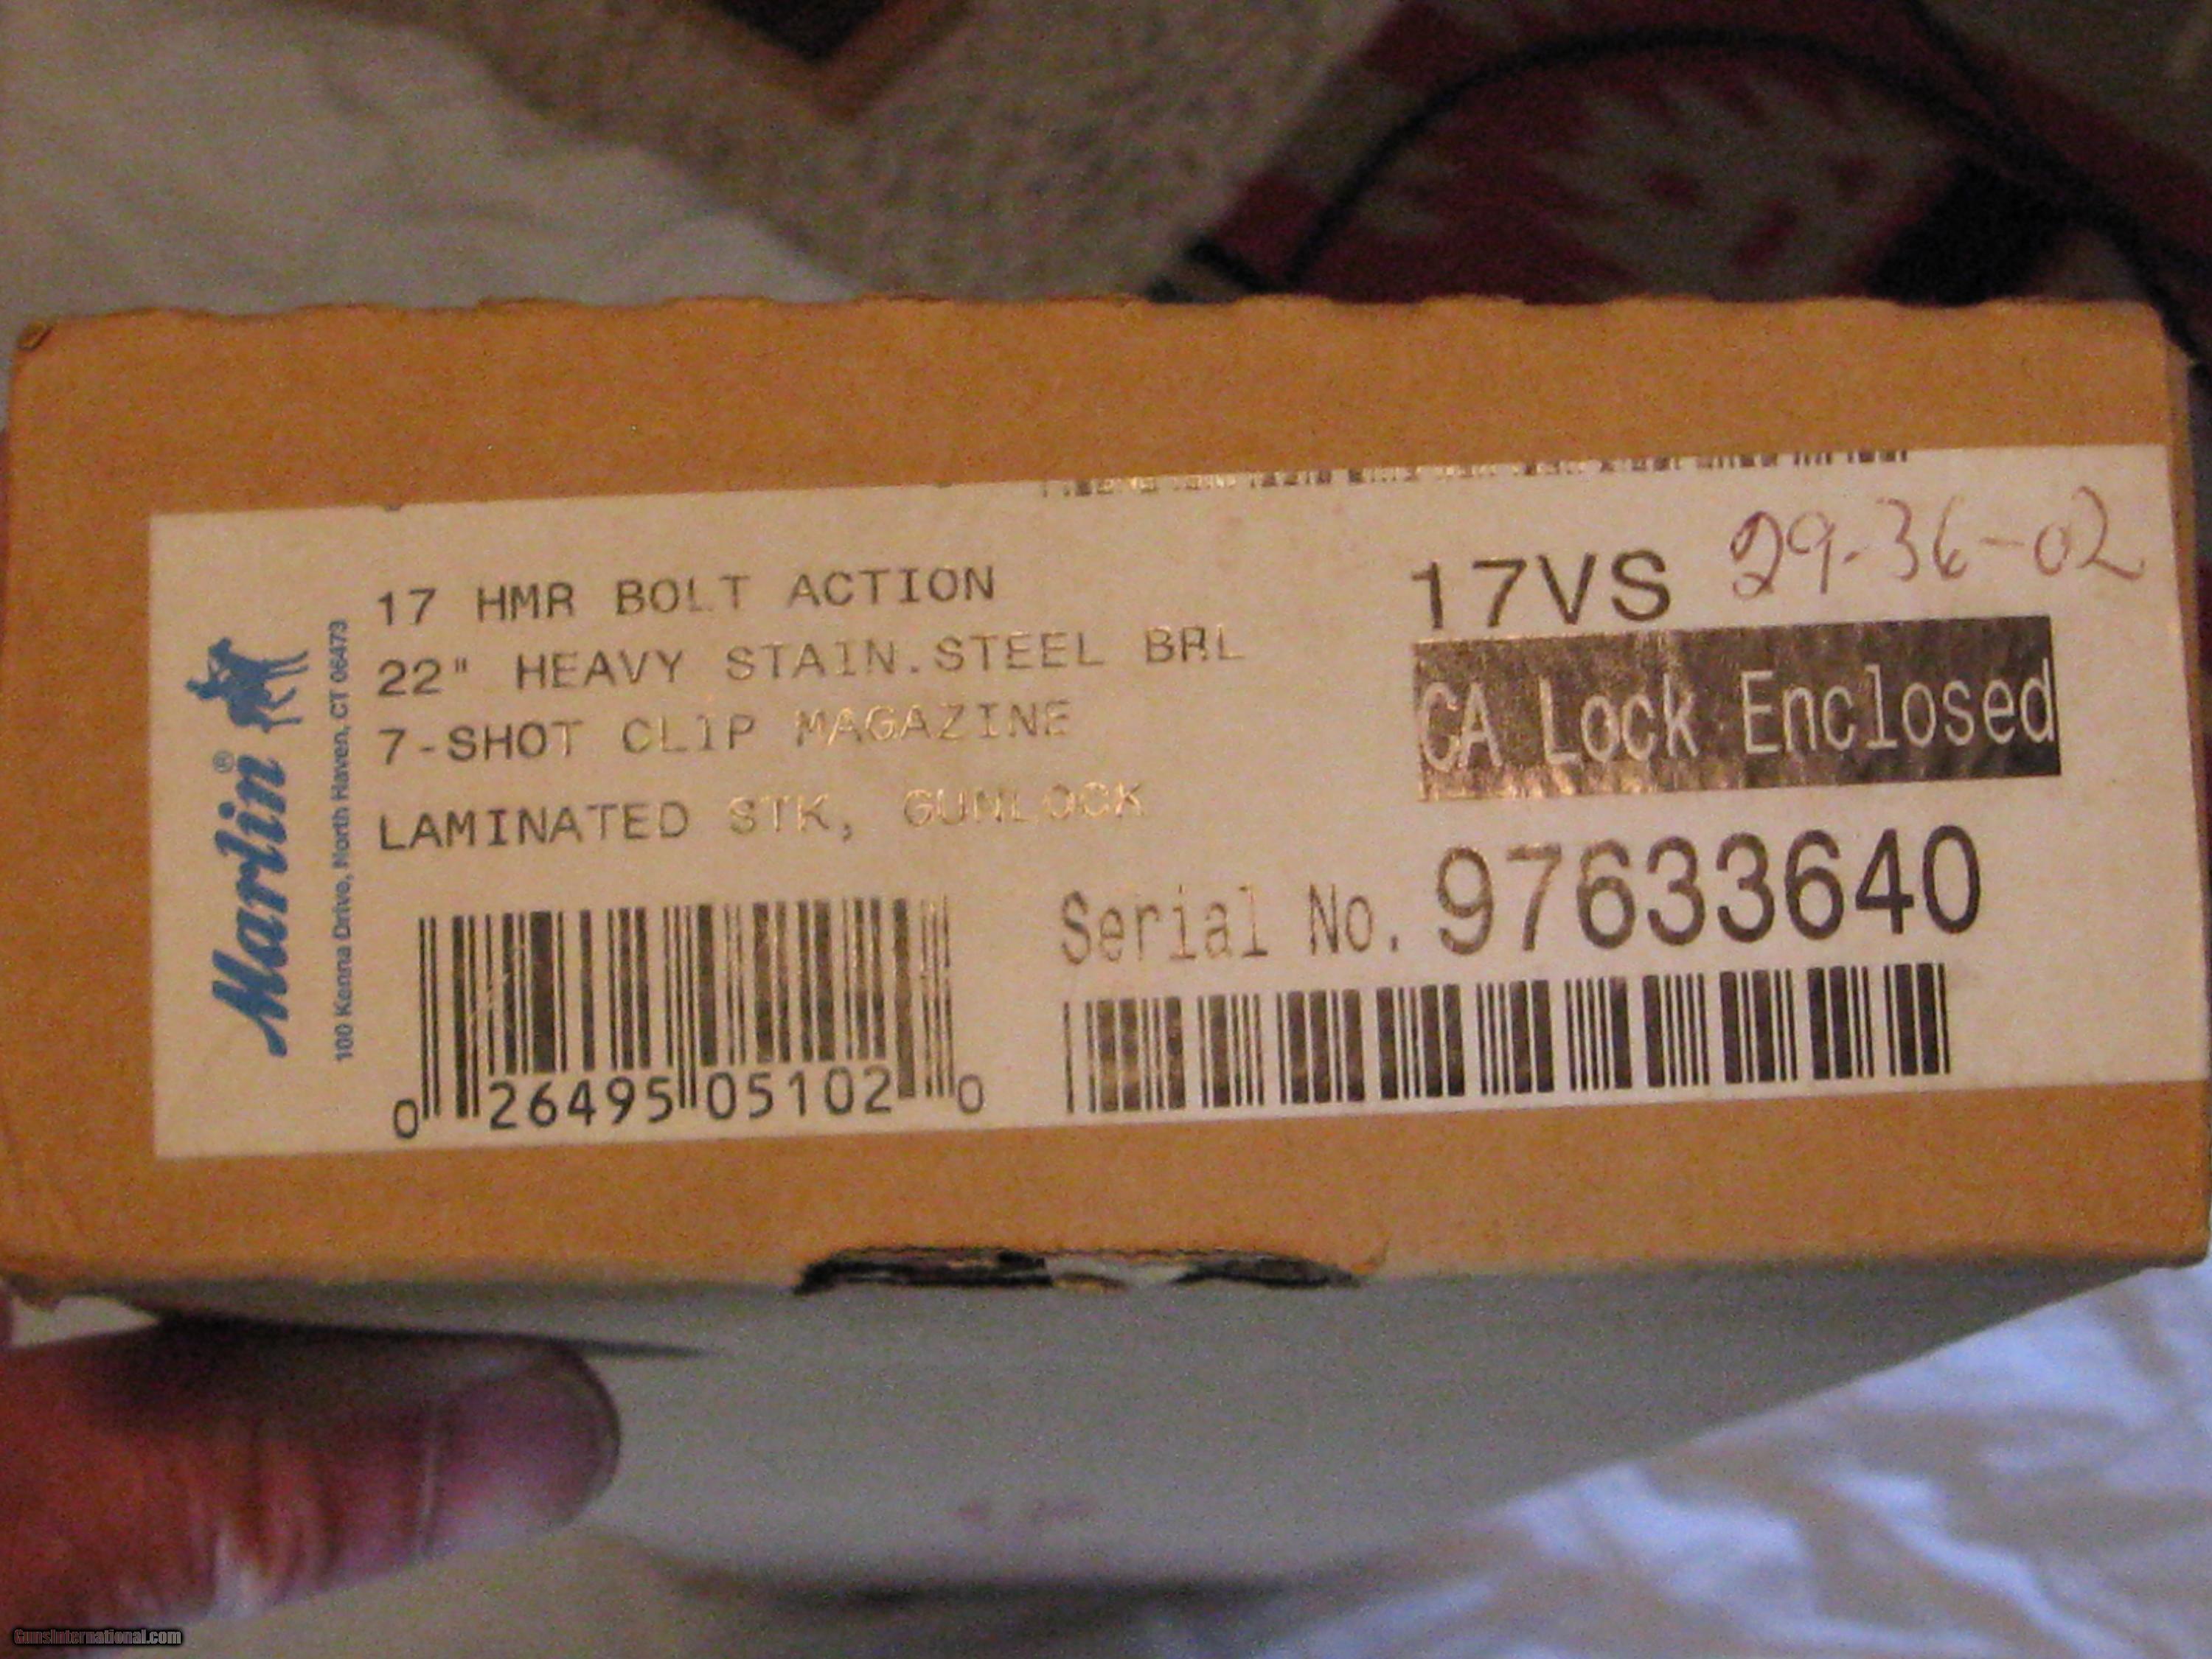 Marlin®
100 Kenna Drive, North Haven, CT 06473
17 HMR BOLT ACTION
22" HEAVY STAIN.STEEL BRL
7-SHOT CLIP MAGAZINE
LAMINATED STK, GUNLOCK
0 26495 05102 0
17VS 29-36-02
CA Lock Enclosed
Serial No. 97633640
GunsInternational.com